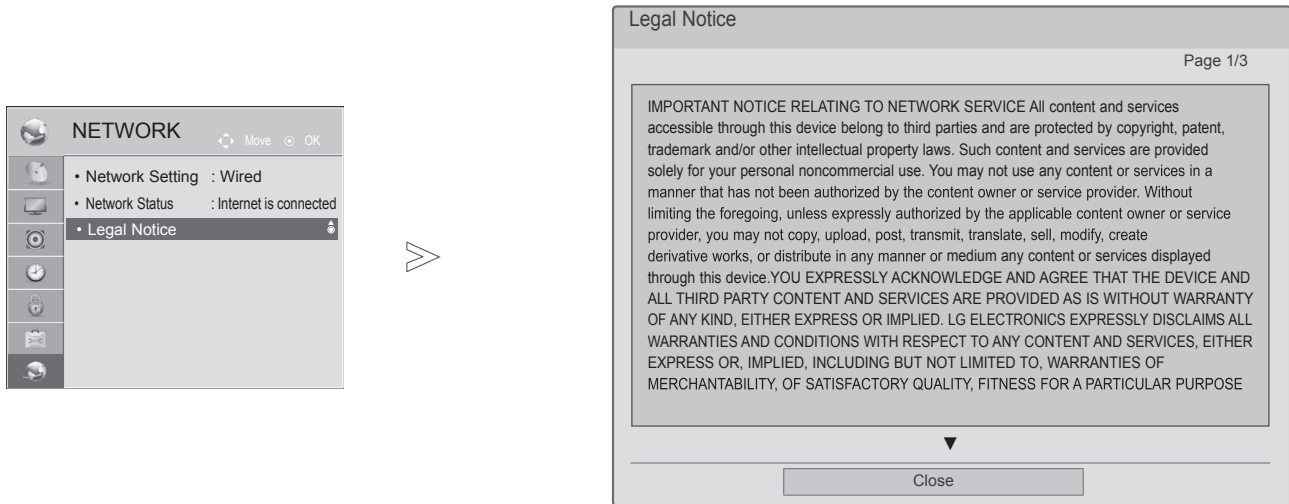 NETWORK
Move OK
• Network Setting : Wired
• Network Status : Internet is connected
• Legal Notice
Legal Notice
Page 1/3
IMPORTANT NOTICE RELATING TO NETWORK SERVICE All content and services
accessible through this device belong to third parties and are protected by copyright, patent,
trademark and/or other intellectual property laws. Such content and services are provided
solely for your personal noncommercial use. You may not use any content or services in a
manner that has not been authorized by the content owner or service provider. Without
limiting the foregoing, unless expressly authorized by the applicable content owner or service
provider, you may not copy, upload, post, transmit, translate, sell, modify, create
derivative works, or distribute in any manner or medium any content or services displayed
through this device.YOU EXPRESSLY ACKNOWLEDGE AND AGREE THAT THE DEVICE AND
ALL THIRD PARTY CONTENT AND SERVICES ARE PROVIDED AS IS WITHOUT WARRANTY
OF ANY KIND, EITHER EXPRESS OR IMPLIED. LG ELECTRONICS EXPRESSLY DISCLAIMS ALL
WARRANTIES AND CONDITIONS WITH RESPECT TO ANY CONTENT AND SERVICES, EITHER
EXPRESS OR, IMPLIED, INCLUDING BUT NOT LIMITED TO, WARRANTIES OF
MERCHANTABILITY, OF SATISFACTORY QUALITY, FITNESS FOR A PARTICULAR PURPOSE
Close